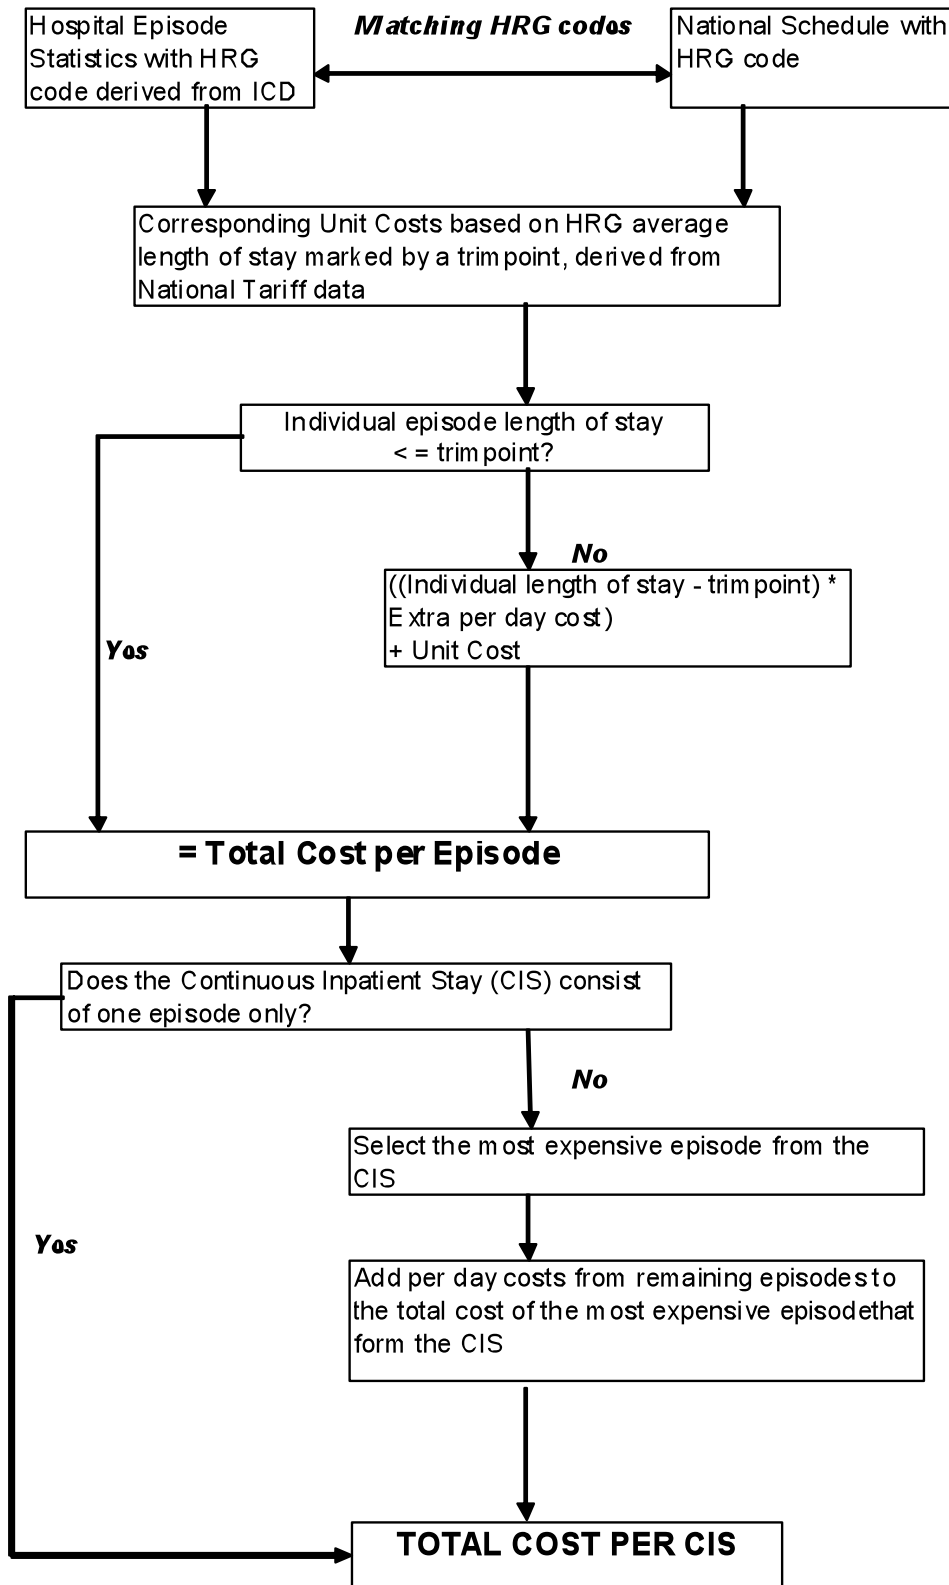 Hospital Episode
Statistics with HRG
code derived from ICD
Matching HRG codes
National Schedule with
HRG code
Corresponding Unit Costs based on HRG average
length of stay marked by a trimpoint, derived from
National Tariff data
Individual episode length of stay
< = trimpoint?
No
((Individual length of stay - trimpoint) *
Extra per day cost)
+ Unit Cost
Yes
= Total Cost per Episode
Does the Continuous Inpatient Stay (CIS) consist
of one episode only?
No
Select the most expensive episode from the
CIS
Yes
Add per day costs from remaining episodes to
the total cost of the most expensive episodethat
form the CIS
TOTAL COST PER CIS